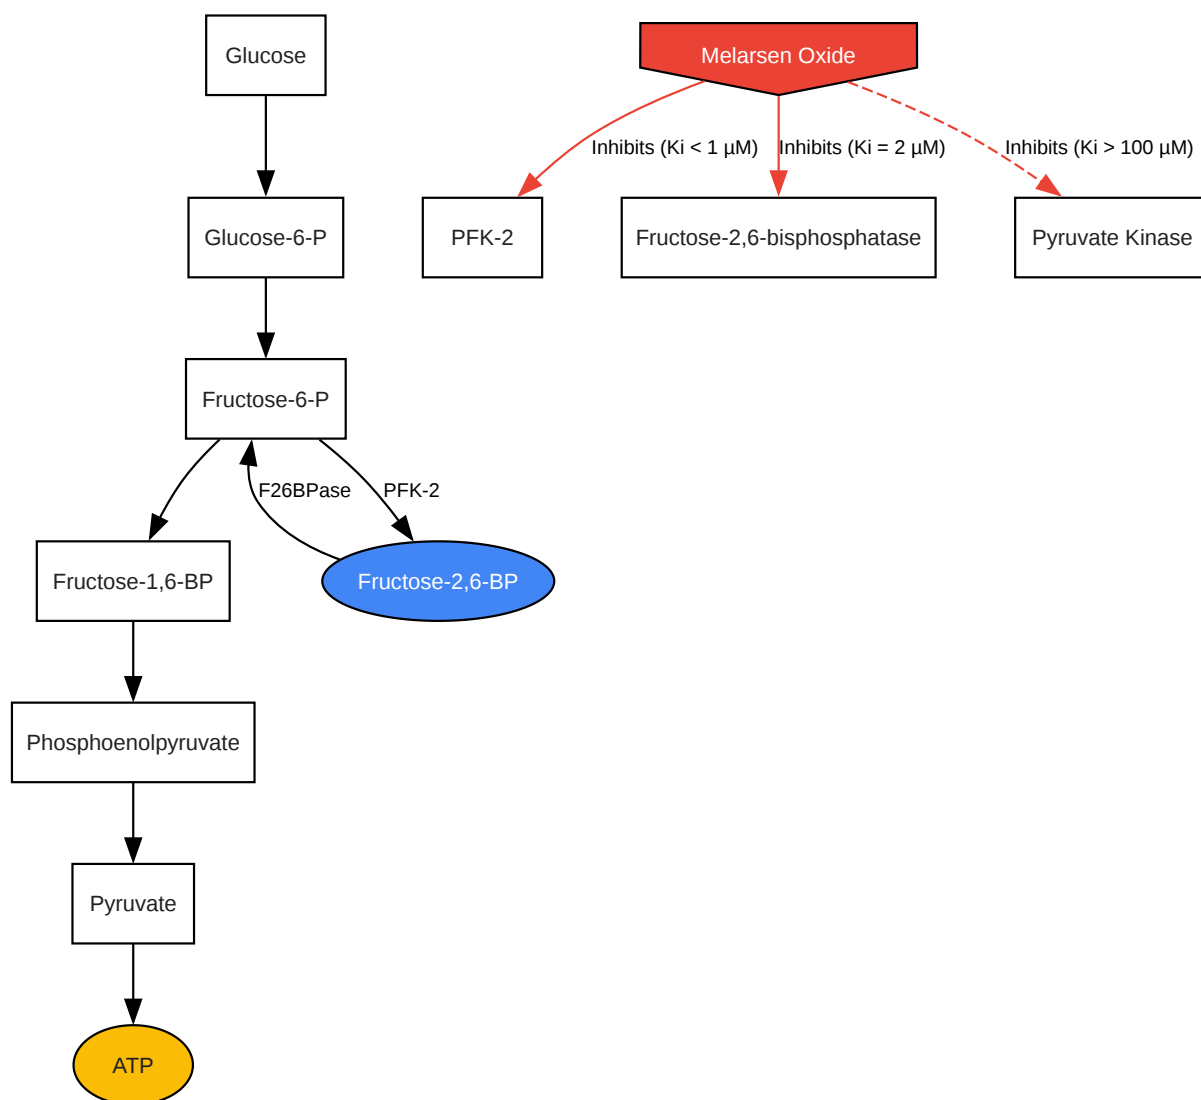 Glucose
Melarsen Oxide
Inhibits (Ki < 1 µM)
Inhibits (Ki = 2 µM)
Inhibits (Ki > 100 µM)
Glucose-6-P
PFK-2
Fructose-2,6-bisphosphatase
Pyruvate Kinase
Fructose-6-P
F26BPase
PFK-2
Fructose-1,6-BP
Fructose-2,6-BP
Phosphoenolpyruvate
Pyruvate
ATP